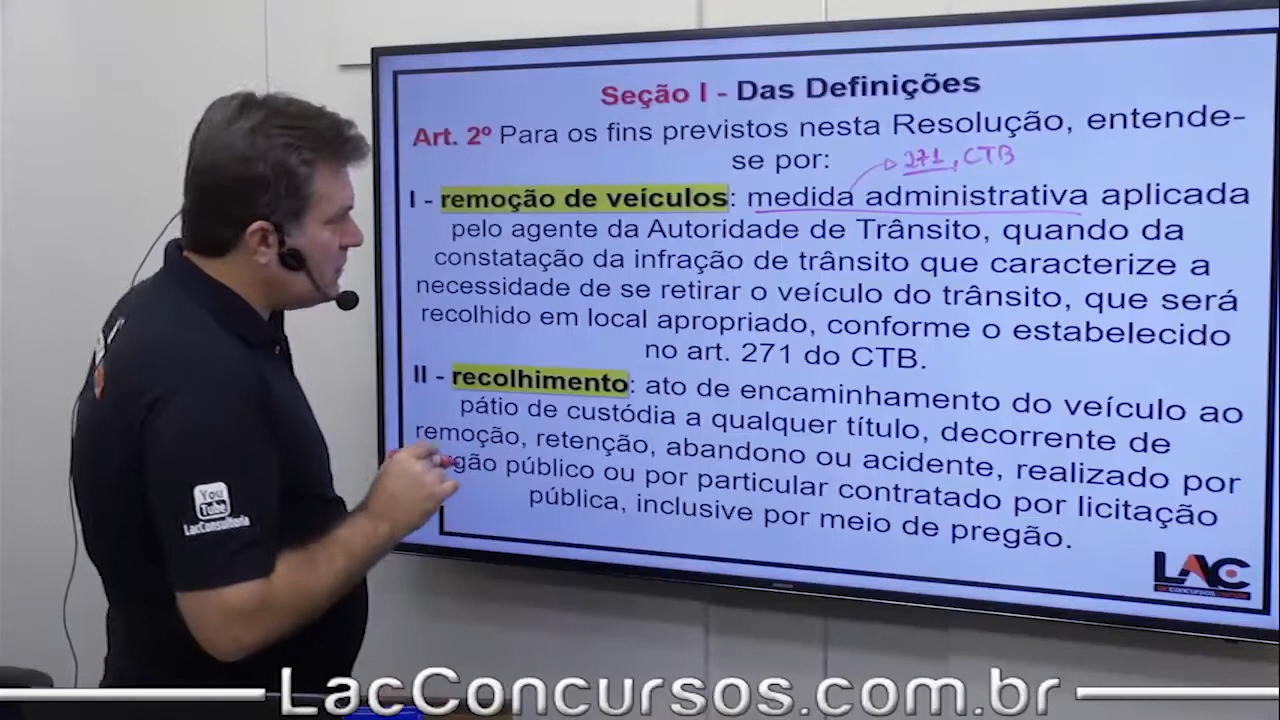 Seção I - Das Definições
Art. 2º Para os fins previstos nesta Resolução, entende-
se por:
271, CTB
I - remoção de veículos: medida administrativa aplicada
pelo agente da Autoridade de Trânsito, quando da
constatação da infração de trânsito que caracterize a
necessidade de se retirar o veículo do trânsito, que será
recolhido em local apropriado, conforme o estabelecido
no art. 271 do CTB.
II - recolhimento: ato de encaminhamento do veículo ao
pátio de custódia a qualquer título, decorrente de
remoção, retenção, abandono ou acidente, realizado por
gão público ou por particular contratado por licitação
pública, inclusive por meio de pregão.
LAC
You
Tube
LacConsultoria
LacConcursos.com.br